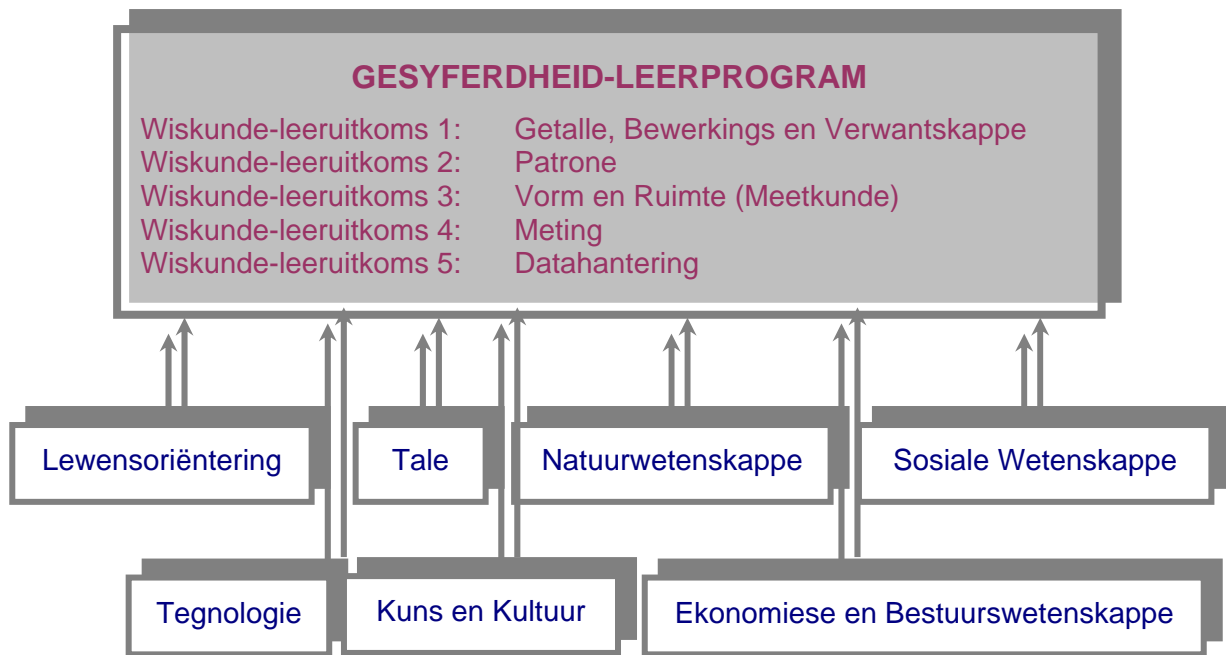 GESYFERDHEID-LEERPROGRAM
Wiskunde-leeruitkoms 1: Getalle, Bewerkings en Verwantskappe
Wiskunde-leeruitkoms 2: Patrone
Wiskunde-leeruitkoms 3: Vorm en Ruimte (Meetkunde)
Wiskunde-leeruitkoms 4: Meting
Wiskunde-leeruitkoms 5: Datahantering
Lewensoriëntering
Tale
Natuurwetenskappe
Sosiale Wetenskappe
Tegnologie
Kuns en Kultuur
Ekonomiese en Bestuurswetenskappe